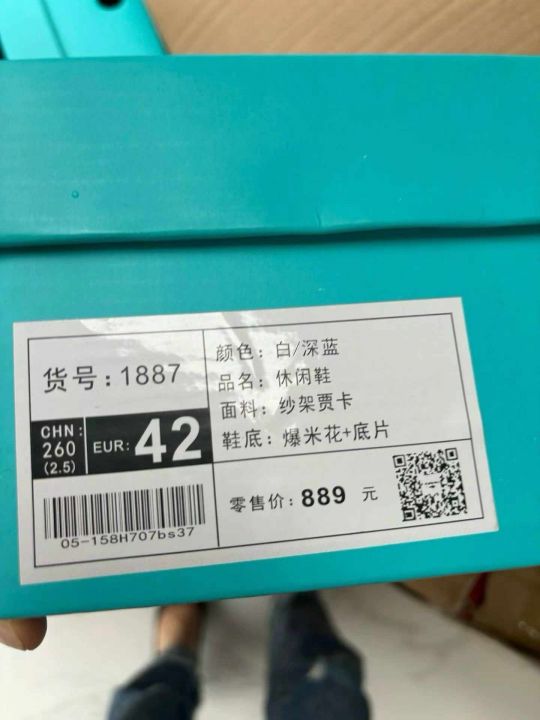 货号：1887
CHN：
260
(2.5)
EUR：42
05-158H707bs37
颜色：白/深蓝
品名：休闲鞋
面料：纱架贾卡
鞋底：爆米花+底片
零售价：889 元